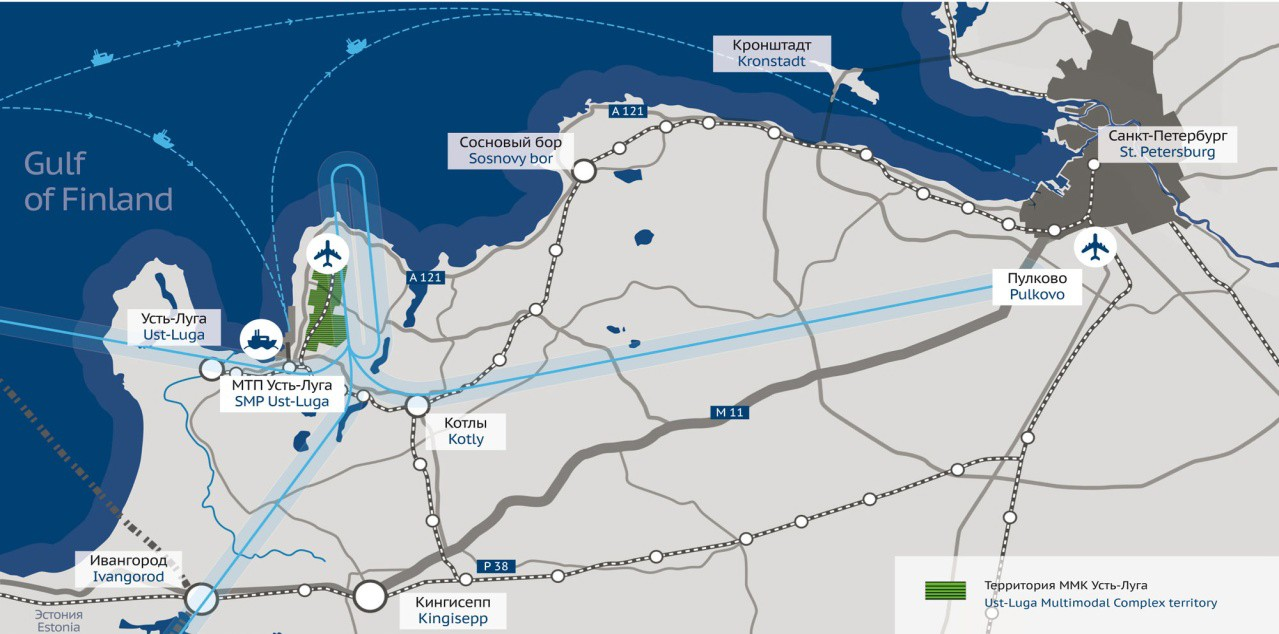 Кронштадт
Kronstadt
A 121
Санкт-Петербург
St. Petersburg
Сосновый бор
Sosnovy bor
Gulf
of Finland
A 121
Пулково
Pulkovo
Усть-Луга
Ust-Luga
МТП Усть-Луга
SMP Ust-Luga
М 11
Котлы
Kotly
Ивангород
Ivangorod
Р 38
Кингисепп
Kingisepp
Эстония
Estonia
Территория ММК Усть-Луга
Ust-Luga Multimodal Complex territory